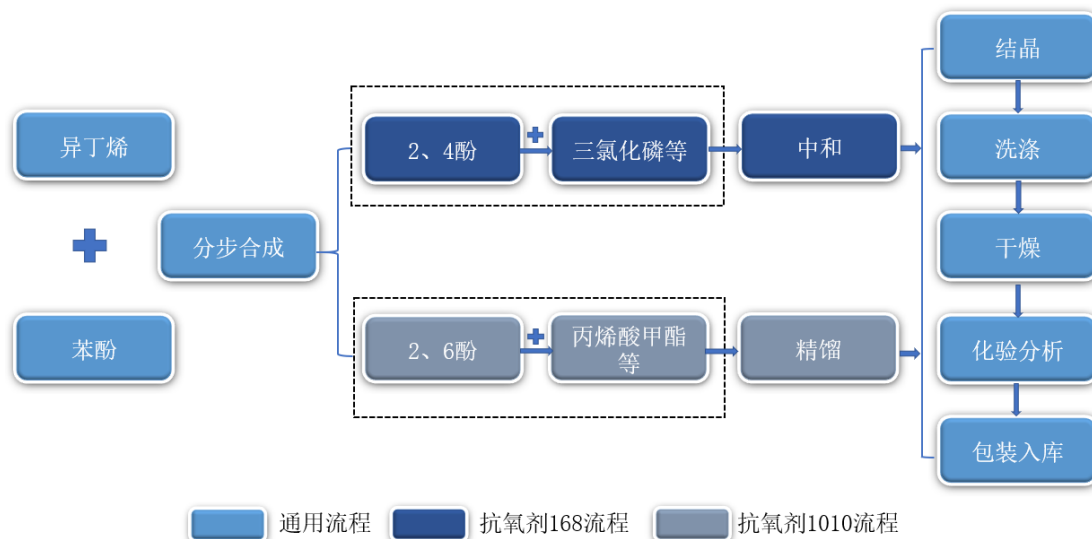 异丁烯
苯酚
分步合成
2、4酚
三氯化磷等
中和
2、6酚
丙烯酸甲酯
等
精馏
结晶
洗涤
干燥
化验分析
包装入库
通用流程
抗氧剂168流程
抗氧剂1010流程